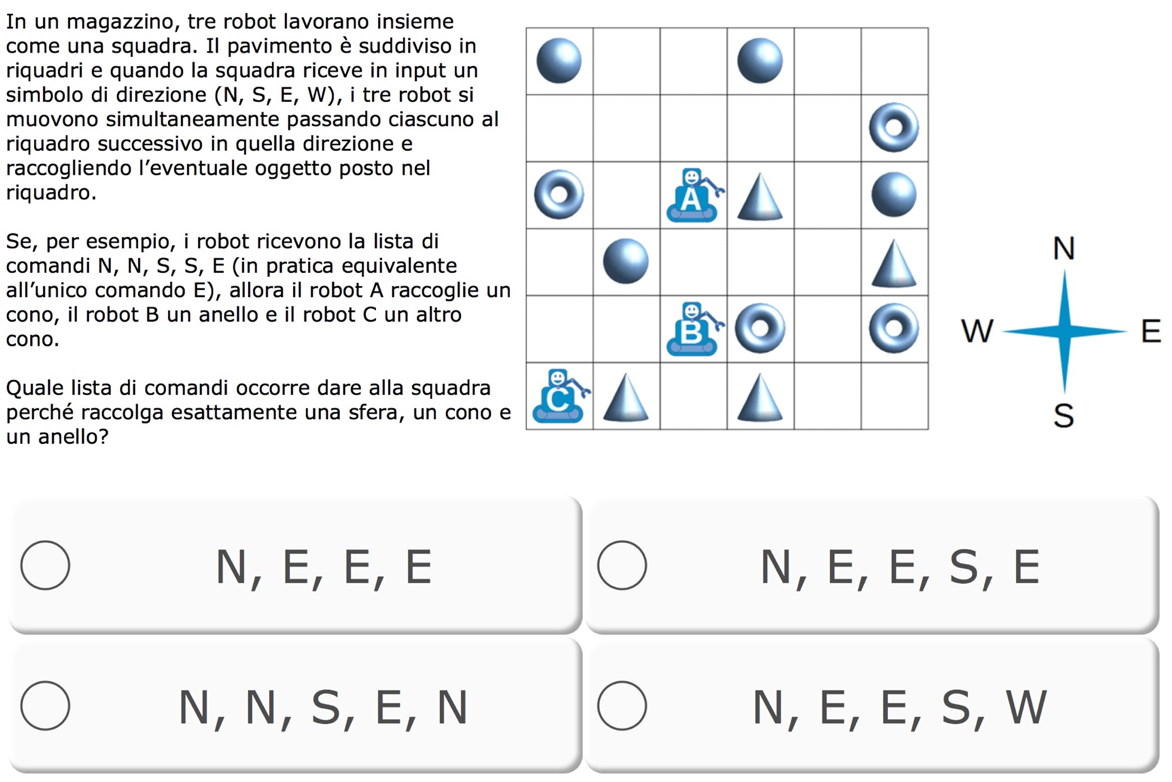 In un magazzino, tre robot lavorano insieme
come una squadra. Il pavimento è suddiviso in
riquadri e quando la squadra riceve in input un
simbolo di direzione (N, S, E, W), i tre robot si
muovono simultaneamente passando ciascuno al
riquadro successivo in quella direzione e
raccogliendo l’eventuale oggetto posto nel
riquadro.
Se, per esempio, i robot ricevono la lista di
comandi N, N, S, S, E (in pratica equivalente
all’unico comando E), allora il robot A raccoglie un
cono, il robot B un anello e il robot C un altro
cono.
Quale lista di comandi occorre dare alla squadra
perché raccolga esattamente una sfera, un cono e
un anello?
A
B
C
N
W
E
S
N, E, E, E
N, E, E, S, E
N, N, S, E, N
N, E, E, S, W